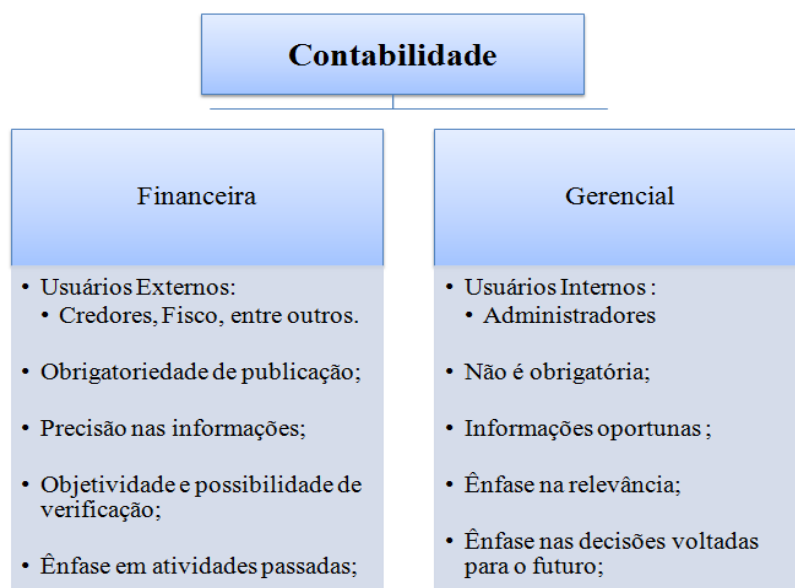 Contabilidade
Financeira
• Usuários Externos:
• Credores, Fisco, entre outros.
• Obrigatoriedade de publicação;
• Precisão nas informações;
• Objetividade e possibilidade de
verificação;
• Ênfase em atividades passadas;
Gerencial
• Usuários Internos :
• Administradores
• Não é obrigatória;
• Informações oportunas ;
• Ênfase na relevância;
• Ênfase nas decisões voltadas
para o futuro;